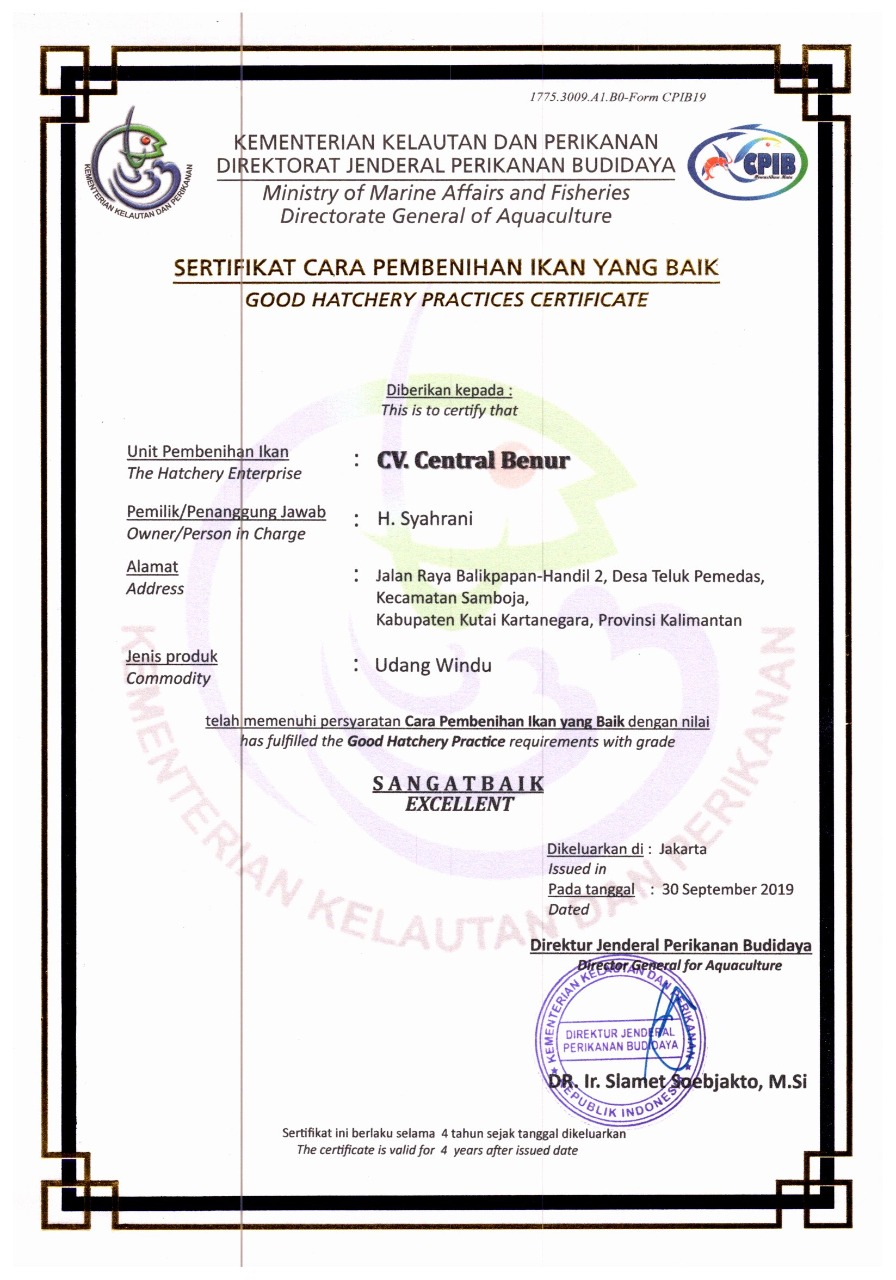 1775.3009.A1.B0-Form CPIB19
KEMENTERIAN KELAUTAN DAN PERIKANAN
DIREKTORAT JENDERAL PERIKANAN BUDIDAYA
Ministry of Marine Affairs and Fisheries
Directorate General of Aquaculture
KEMENTERIAN KELAUTAN DAN PERIKANAN
CPIB
SERTIFIKAT CARA PEMBENIHAN IKAN YANG BAIK
GOOD HATCHERY PRACTICES CERTIFICATE
Diberikan kepada :
This is to certify that
Unit Pembenihan Ikan : CV. Central Benur
The Hatchery Enterprise
Pemilik/Penanggung Jawab : H. Syahrani
Owner/Person in Charge
Alamat : Jalan Raya Balikpapan-Handil 2, Desa Teluk Pemedas,
Address
Kecamatan Samboja,
Kabupaten Kutai Kartanegara, Provinsi Kalimantan
Jenis produk : Udang Windu
Commodity
telah memenuhi persyaratan Cara Pembenihan Ikan yang Baik dengan nilai
has fulfilled the Good Hatchery Practice requirements with grade
SANGATBAIK
EXCELLENT
KEMENTERIAN KELAUTAN DAN PERIKANAN
Dikeluarkan di : Jakarta
Issued in
Pada tanggal : 30 September 2019
Dated
Direktur Jenderal Perikanan Budidaya
Director General for Aquaculture
KEMENTERIAN KELAUTAN DAN PERIKANAN
DIREKTUR JENDERAL
PERIKANAN BUDIDAYA
REPUBLIK INDONESIA
DR. Ir. Slamet Soebjakto, M.Si
Sertifikat ini berlaku selama 4 tahun sejak tanggal dikeluarkan
The certificate is valid for 4 years after issued date